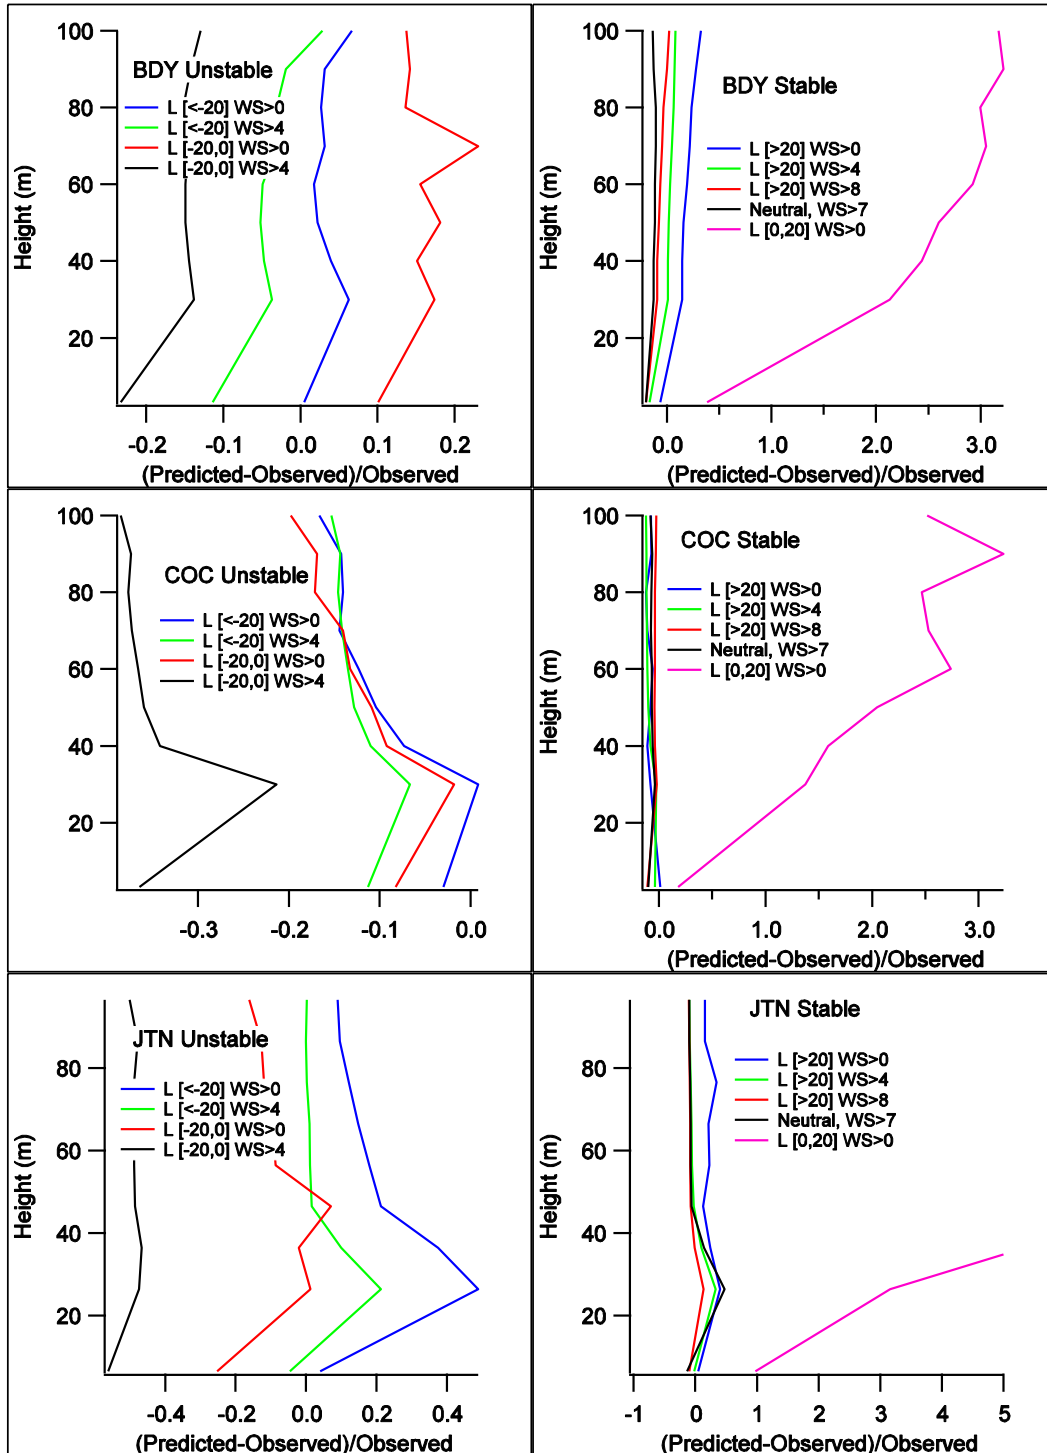 BDY Unstable
L [<-20] WS>0
L [<-20] WS>4
L [-20,0] WS>0
L [-20,0] WS>4
Height (m)
100
80
60
40
20
-0.2 -0.1 0.0 0.1 0.2
(Predicted-Observed)/Observed
BDY Stable
L [>20] WS>0
L [>20] WS>4
L [>20] WS>8
Neutral, WS>7
L [0,20] WS>0
Height (m)
100
80
60
40
20
0.0 1.0 2.0 3.0
(Predicted-Observed)/Observed
COC Unstable
L [<-20] WS>0
L [<-20] WS>4
L [-20,0] WS>0
L [-20,0] WS>4
100
80
60
40
20
-0.3 -0.2 -0.1 0.0
COC Stable
L [>20] WS>0
L [>20] WS>4
L [>20] WS>8
Neutral, WS>7
L [0,20] WS>0
Height (m)
100
80
60
40
20
0.0 1.0 2.0 3.0
(Predicted-Observed)/Observed
JTN Unstable
L [<-20] WS>0
L [<-20] WS>4
L [-20,0] WS>0
L [-20,0] WS>4
Height (m)
80
60
40
20
-0.4 -0.2 0.0 0.2 0.4
(Predicted-Observed)/Observed
JTN Stable
L [>20] WS>0
L [>20] WS>4
L [>20] WS>8
Neutral, WS>7
L [0,20] WS>0
Height (m)
80
60
40
20
-1 0 1 2 3 4 5
(Predicted-Observed)/Observed